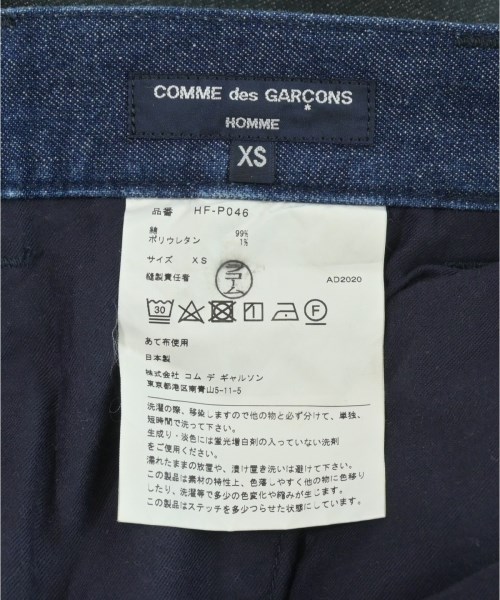 COMME des GARÇONS
HOMME
XS
品番 HF-P046
綿 99%
ポリウレタン 1%
サイズ XS
縫製責任者 AD2020
30 F
あて布使用
日本製
株式会社 コム デ ギャルソン
東京都港区南青山5-11-5
洗濯の際、移染しますので他の物と必ず分けて、単独、
短時間で洗って下さい。
生成り・淡色には蛍光増白剤の入っていない洗剤
をご使用ください。
濡れたままの放置や、漬け置き洗いは避けて下さい。
この製品は素材の特性上、色落しやすく他の物に色移り
したり、洗濯等で多少の色変化や縮みが生じます。
この製品はステッチを多少つらせた状態にしています。